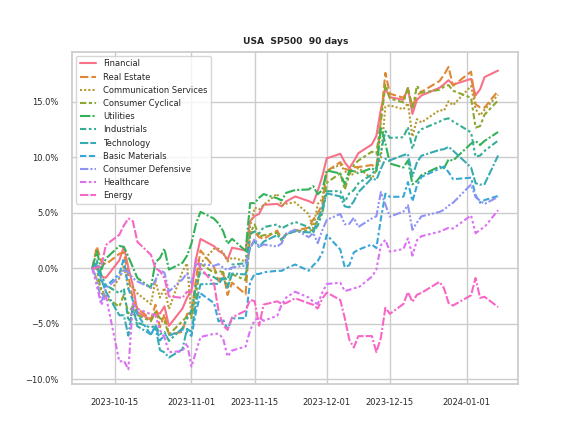 USA SP500 90 days
Financial
Real Estate
Communication Services
Consumer Cyclical
Utilities
Industrials
Technology
Basic Materials
Consumer Defensive
Healthcare
Energy
15.0%
10.0%
5.0%
0.0%
−5.0%
−10.0%
2023-10-15 2023-11-01 2023-11-15 2023-12-01 2023-12-15 2024-01-01